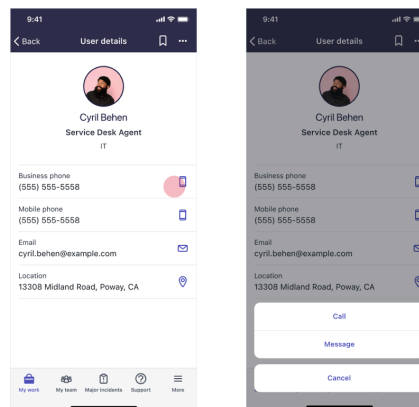 9:41
Back User details
Cyril Behen
Service Desk Agent
IT
Business phone
(555) 555-5558
Mobile phone
(555) 555-5558
Email
cyril.behen@example.com
Location
13308 Midland Road, Poway, CA
My work My team Major incidents Support More
9:41
Back User details
Cyril Behen
Service Desk Agent
IT
Business phone
(555) 555-5558
Mobile phone
(555) 555-5558
Email
cyril.behen@example.com
Location
13308 Midland Road, Poway, CA
Call
Message
Cancel